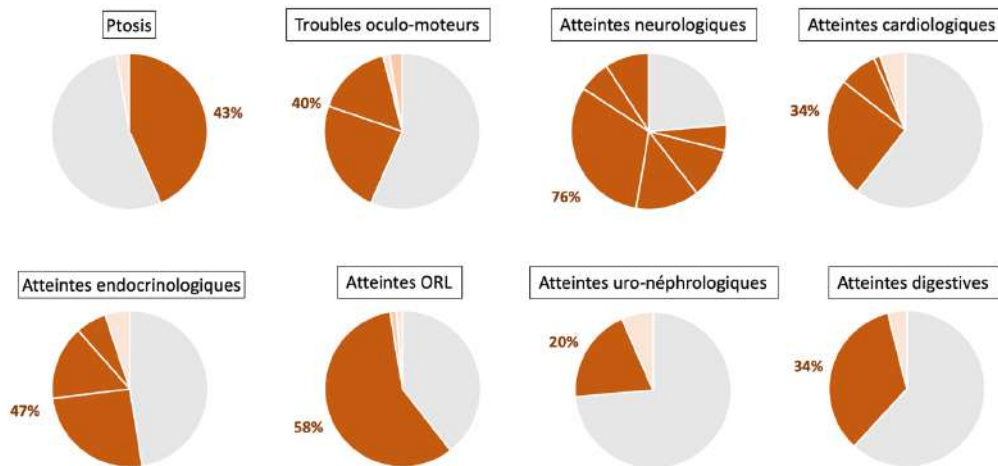 Ptosis
Troubles oculo-moteurs
Atteintes neurologiques
Atteintes cardiologiques
43%
40%
76%
34%
Atteintes endocrinologiques
Atteintes ORL
Atteintes uro-néphrologiques
Atteintes digestives
47%
58%
20%
34%